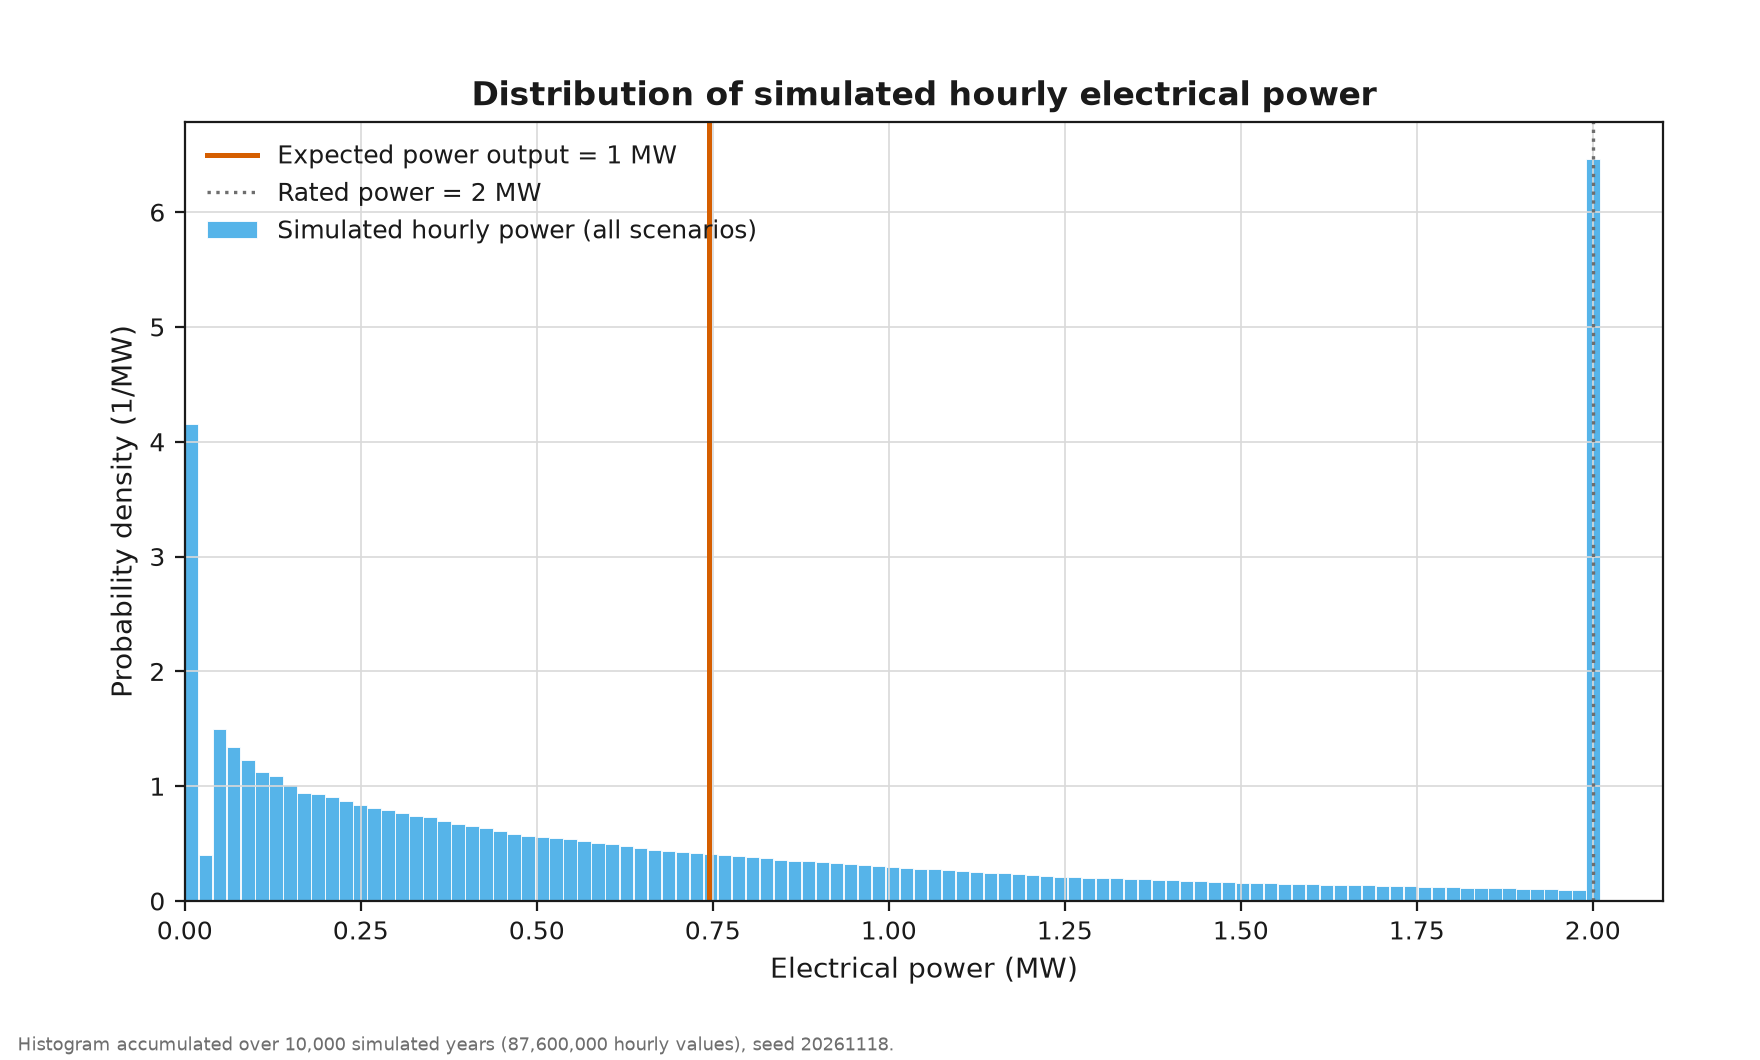 Distribution of simulated hourly electrical power
Expected power output = 1 MW
Rated power = 2 MW
Simulated hourly power (all scenarios)
Probability density (1/MW)
6
5
4
3
2
1
0
0.00 0.25 0.50 0.75 1.00 1.25 1.50 1.75 2.00
Electrical power (MW)
Histogram accumulated over 10,000 simulated years (87,600,000 hourly values), seed 20261118.